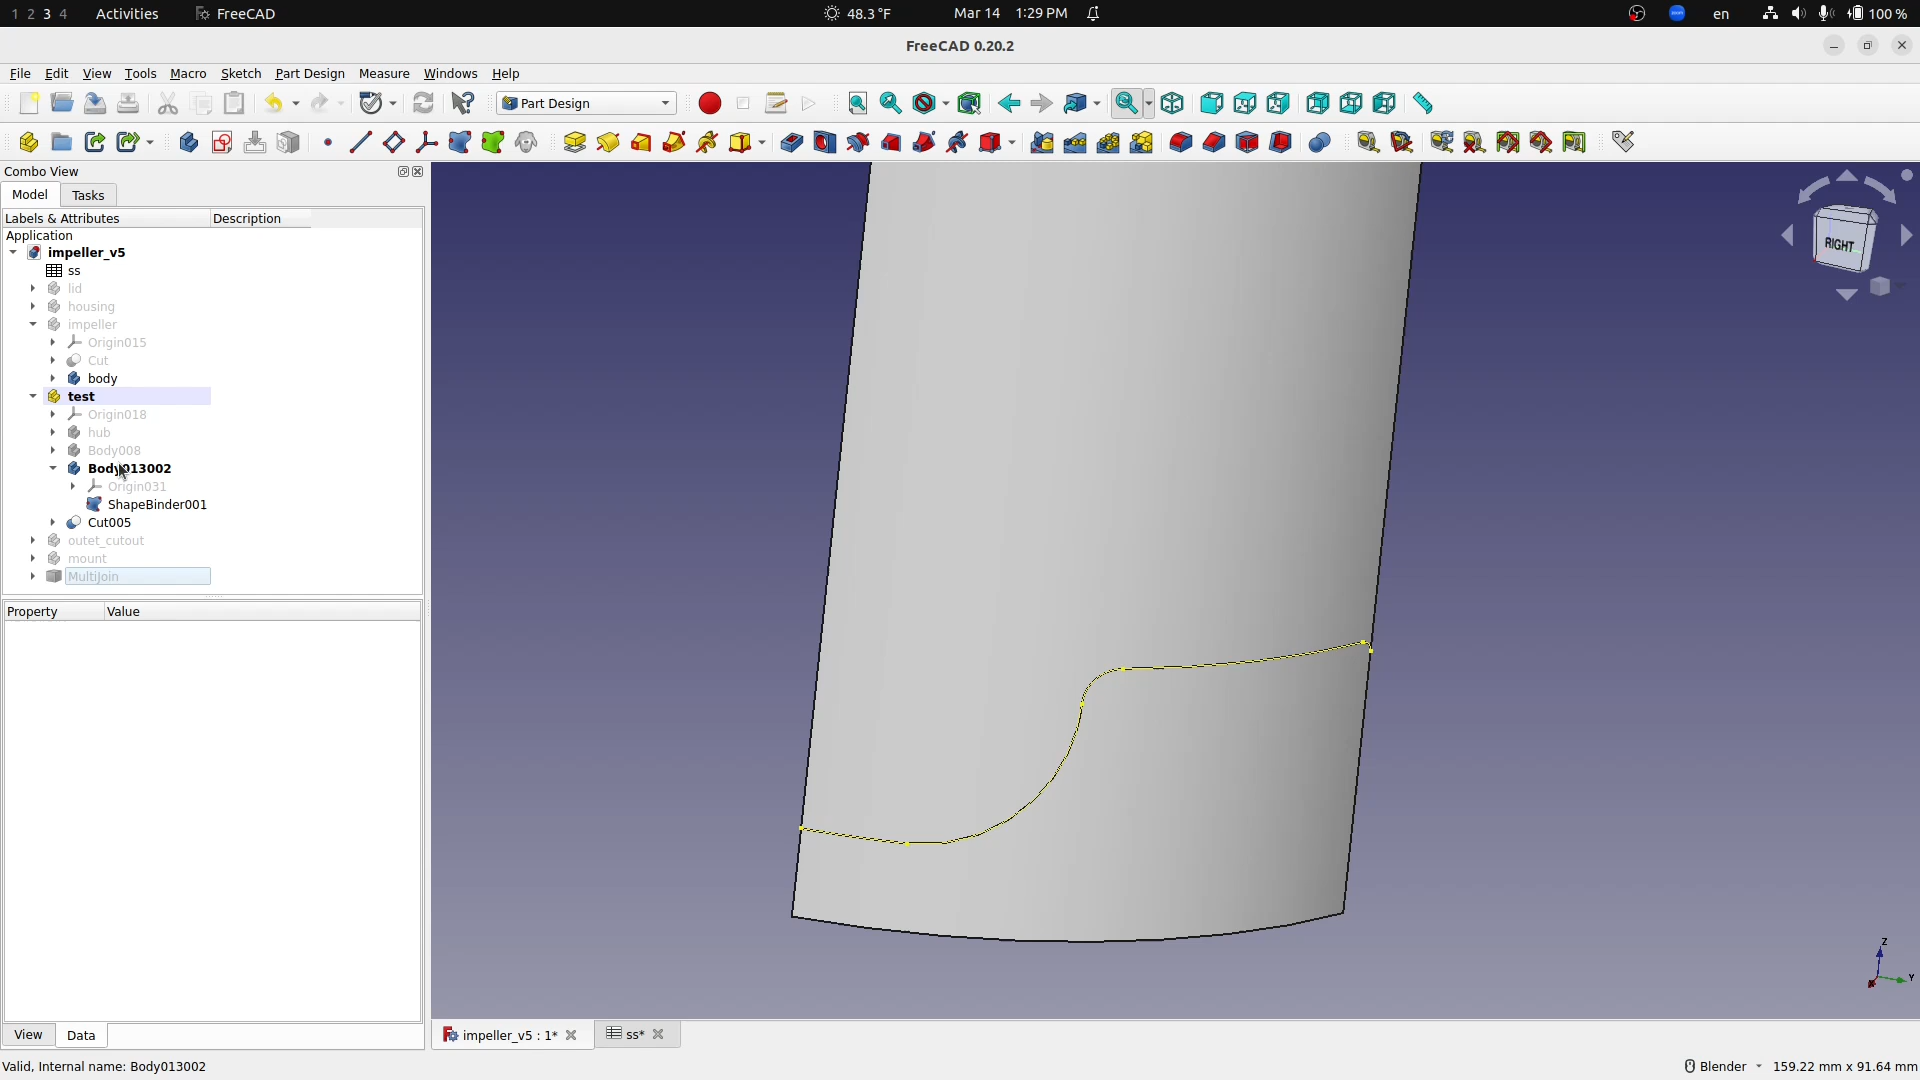 1 2 3 4 Activities FreeCAD 48.3 °F Mar 14 1:29 PM en 100 %
FreeCAD 0.20.2
File Edit View Tools Macro Sketch Part Design Measure Windows Help
Part Design
Combo View
Model Tasks
Labels & Attributes Description
Application
impeller_v5
ss
lid
housing
impeller
Origin015
Cut
body
test
Origin018
hub
Body008
Body013002
Origin031
ShapeBinder001
Cut005
outet_cutout
mount
MultiJoin
Property Value
RIGHT
Z
Y
View Data
impeller_v5 : 1* ss*
Valid, Internal name: Body013002 Blender 159.22 mm x 91.64 mm